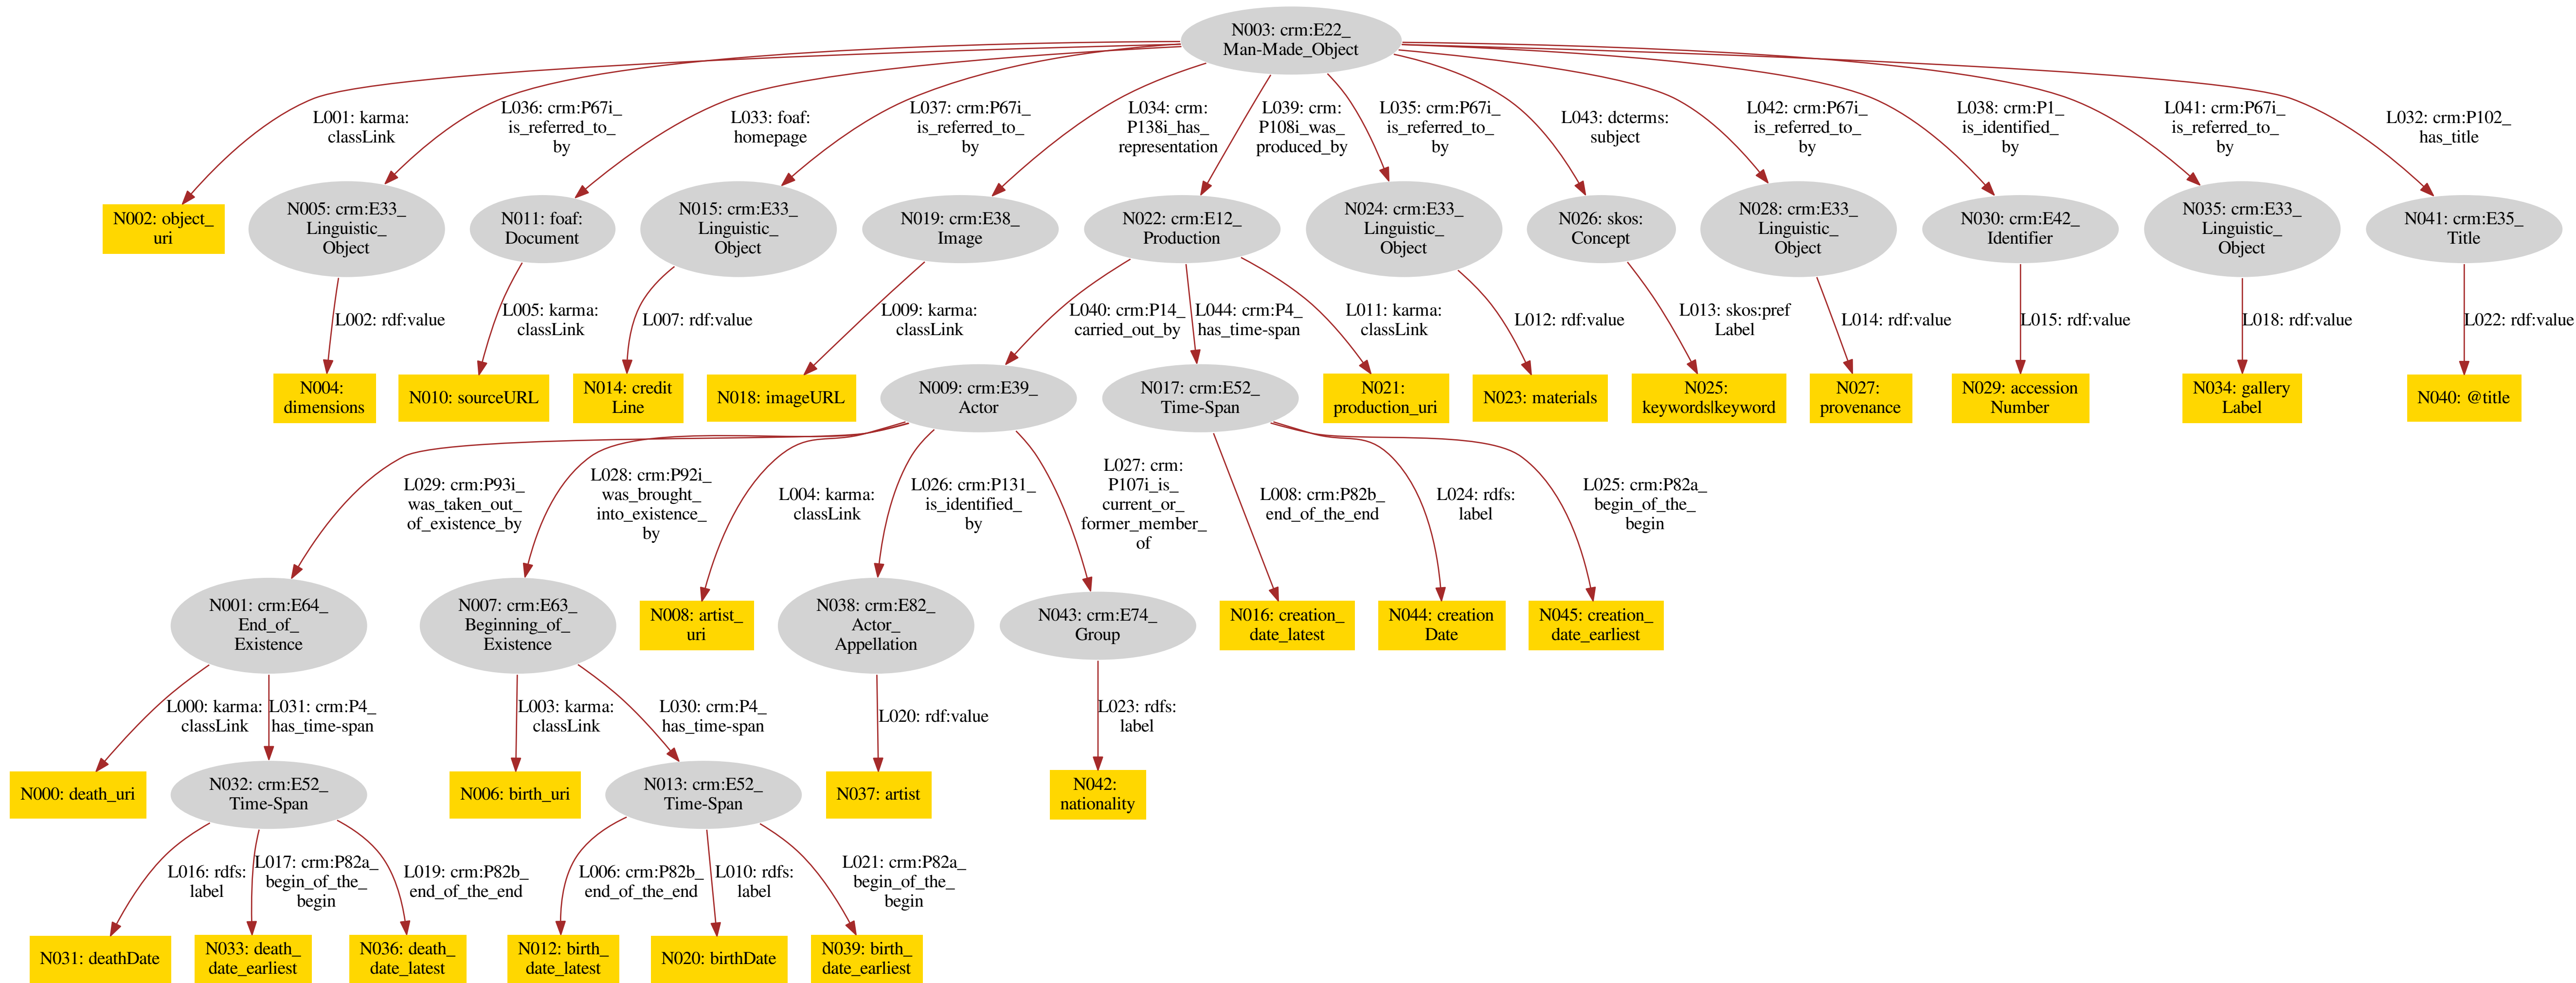 N003: crm:E22_
Man-Made_Object
L001: karma:
classLink
L036: crm:P67i_
is_referred_to_
by
L033: foaf:
homepage
L037: crm:P67i_
is_referred_to_
by
L034: crm:
P138i_has_
representation
L039: crm:
P108i_was_
produced_by
L035: crm:P67i_
is_referred_to_
by
L043: dcterms:
subject
L042: crm:P67i_
is_referred_to_
by
L038: crm:P1_
is_identified_
by
L041: crm:P67i_
is_referred_to_
by
L032: crm:P102_
has_title
N002: object_
uri
N005: crm:E33_
Linguistic_
Object
N011: foaf:
Document
N015: crm:E33_
Linguistic_
Object
N019: crm:E38_
Image
N022: crm:E12_
Production
N024: crm:E33_
Linguistic_
Object
N026: skos:
Concept
N028: crm:E33_
Linguistic_
Object
N030: crm:E42_
Identifier
N035: crm:E33_
Linguistic_
Object
N041: crm:E35_
Title
L002: rdf:value
L005: karma:
classLink
L007: rdf:value
L009: karma:
classLink
L040: crm:P14_
carried_out_by
L044: crm:P4_
has_time-span
L011: karma:
classLink
L012: rdf:value
L013: skos:pref
Label
L014: rdf:value
L015: rdf:value
L018: rdf:value
L022: rdf:value
N004:
dimensions
N010: sourceURL
N014: credit
Line
N018: imageURL
N009: crm:E39_
Actor
N017: crm:E52_
Time-Span
N021:
production_uri
N023: materials
N025:
keywords|keyword
N027:
provenance
N029: accession
Number
N034: gallery
Label
N040: @title
L029: crm:P93i_
was_taken_out_
of_existence_by
L028: crm:P92i_
was_brought_
into_existence_
by
L004: karma:
classLink
L026: crm:P131_
is_identified_
by
L027: crm:
P107i_is_
current_or_
former_member_
of
L008: crm:P82b_
end_of_the_end
L024: rdfs:
label
L025: crm:P82a_
begin_of_the_
begin
N001: crm:E64_
End_of_
Existence
N007: crm:E63_
Beginning_of_
Existence
N008: artist_
uri
N038: crm:E82_
Actor_
Appellation
N043: crm:E74_
Group
N016: creation_
date_latest
N044: creation
Date
N045: creation_
date_earliest
L000: karma:
classLink
L031: crm:P4_
has_time-span
L003: karma:
classLink
L030: crm:P4_
has_time-span
L020: rdf:value
L023: rdfs:
label
N000: death_uri
N032: crm:E52_
Time-Span
N006: birth_uri
N013: crm:E52_
Time-Span
N037: artist
N042:
nationality
L016: rdfs:
label
L017: crm:P82a_
begin_of_the_
begin
L019: crm:P82b_
end_of_the_end
L006: crm:P82b_
end_of_the_end
L010: rdfs:
label
L021: crm:P82a_
begin_of_the_
begin
N031: deathDate
N033: death_
date_earliest
N036: death_
date_latest
N012: birth_
date_latest
N020: birthDate
N039: birth_
date_earliest